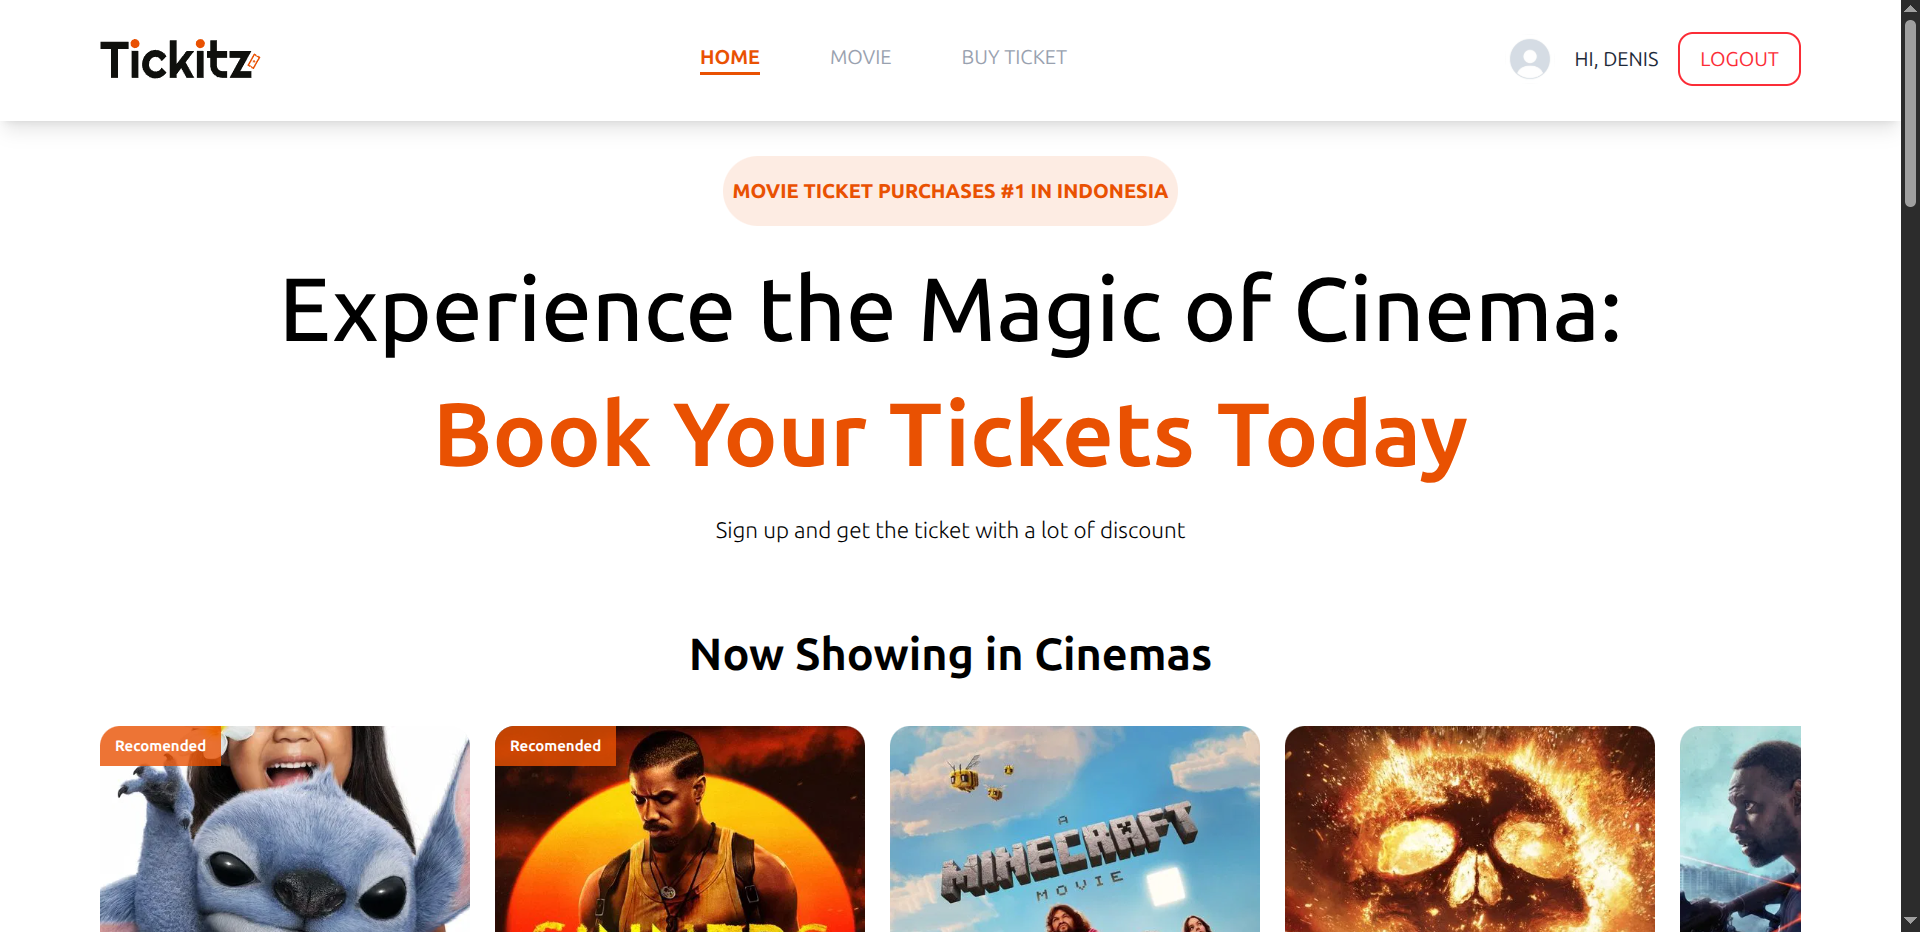 Tickitz
HOME
MOVIE
BUY TICKET
HI, DENIS
LOGOUT
MOVIE TICKET PURCHASES #1 IN INDONESIA
Experience the Magic of Cinema:
Book Your Tickets Today
Sign up and get the ticket with a lot of discount
Now Showing in Cinemas
Recomended
Recomended
SINNERS
A
MINECRAFT
MOVIE